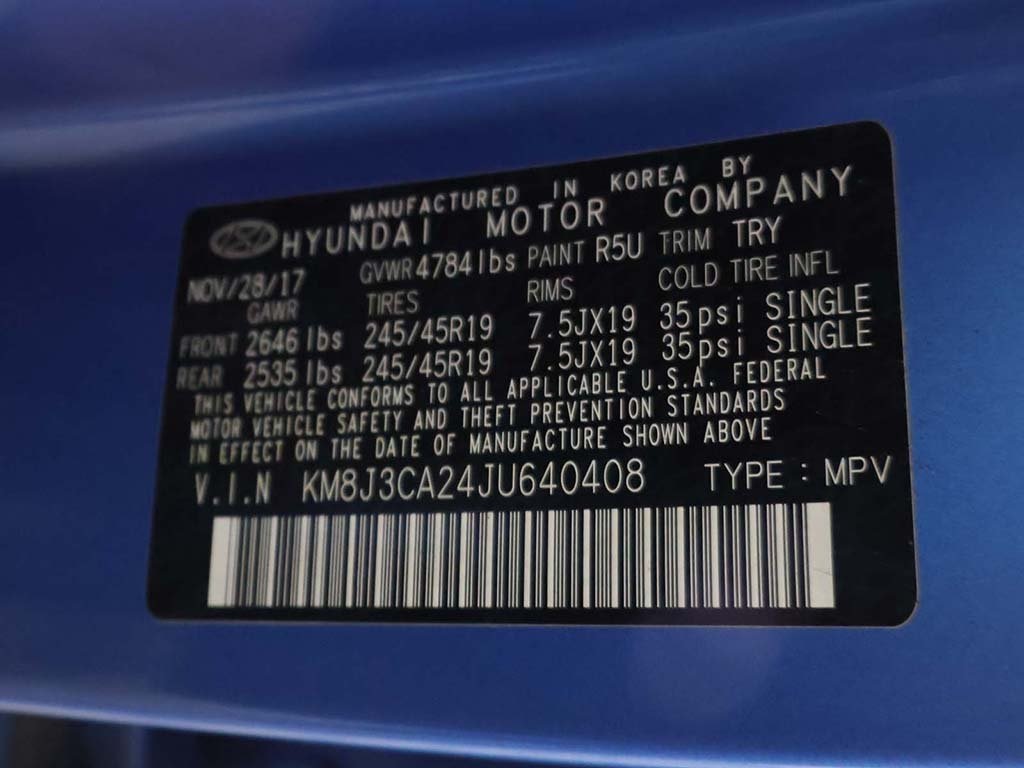 MANUFACTURED IN KOREA BY
HYUNDAI MOTOR COMPANY
NOV/28/17 GVWR 4784lbs PAINT R5U TRIM TRY
GAWR TIRES RIMS COLD TIRE INFL
FRONT 2646 lbs 245/45R19 7.5JX19 35psi SINGLE
REAR 2535 lbs 245/45R19 7.5JX19 35psi SINGLE
THIS VEHICLE CONFORMS TO ALL APPLICABLE U.S.A. FEDERAL
MOTOR VEHICLE SAFETY AND THEFT PREVENTION STANDARDS
IN EFFECT ON THE DATE OF MANUFACTURE SHOWN ABOVE
V.I.N KM8J3CA24JU640408 TYPE : MPV